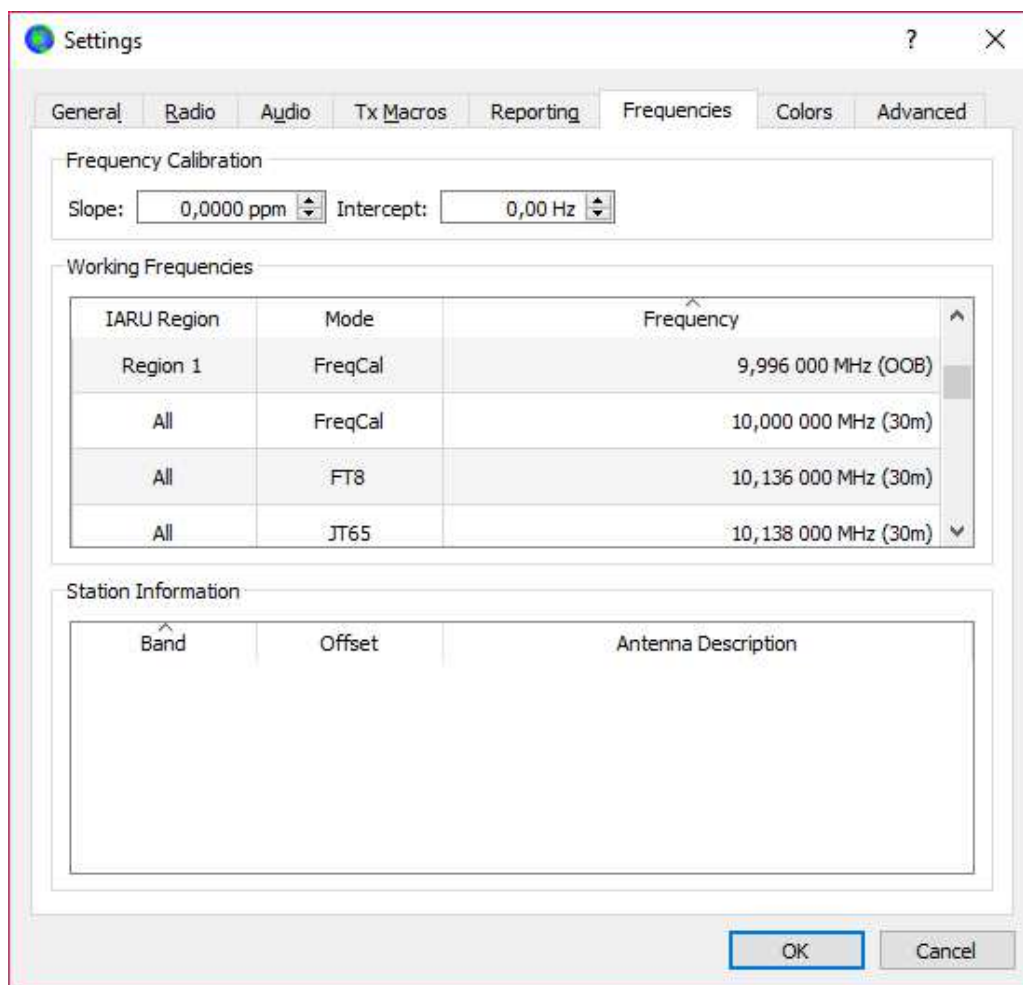 Settings ?
General Radio Audio Tx Macros Reporting Frequencies Colors Advanced
Frequency Calibration
Slope: 0,0000 ppm Intercept: 0,00 Hz
Working Frequencies
IARU Region Mode Frequency
Region 1 FreqCal 9,996 000 MHz (OOB)
All FreqCal 10,000 000 MHz (30m)
All FT8 10,136 000 MHz (30m)
All JT65 10,138 000 MHz (30m)
Station Information
Band Offset Antenna Description
OK Cancel